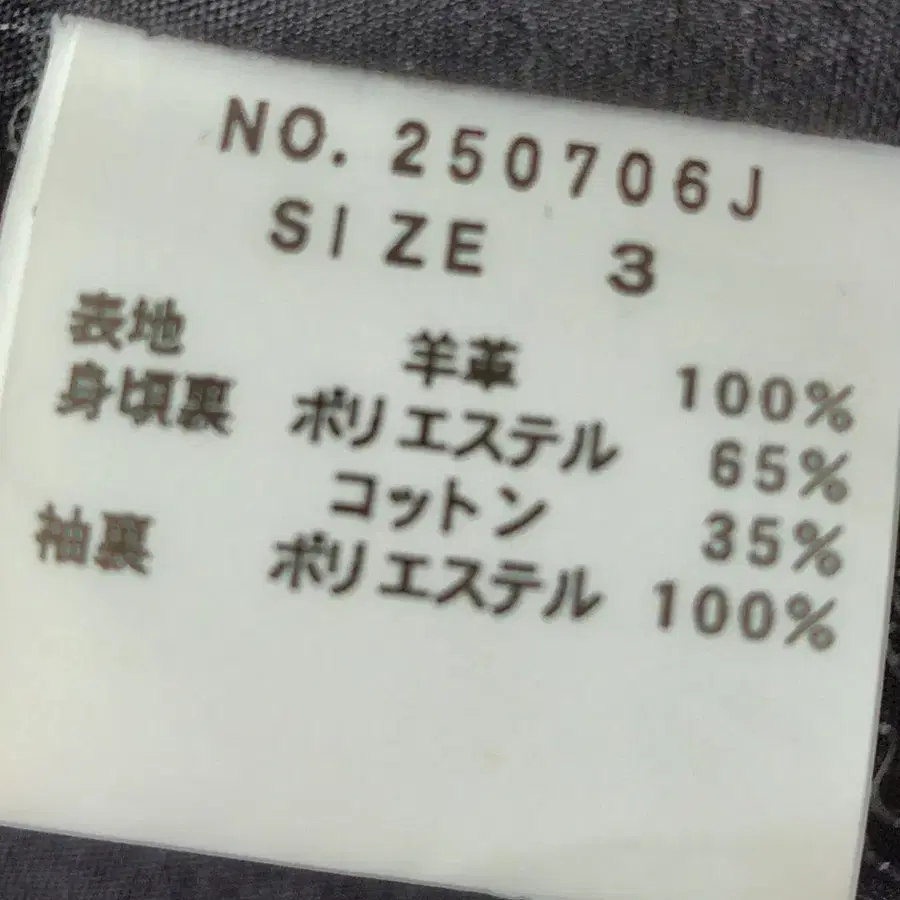 NO. 250706J
SIZE 3
表地 羊革 100%
身頃裏 ポリエステル 65%
コットン 35%
袖裏 ポリエステル 100%